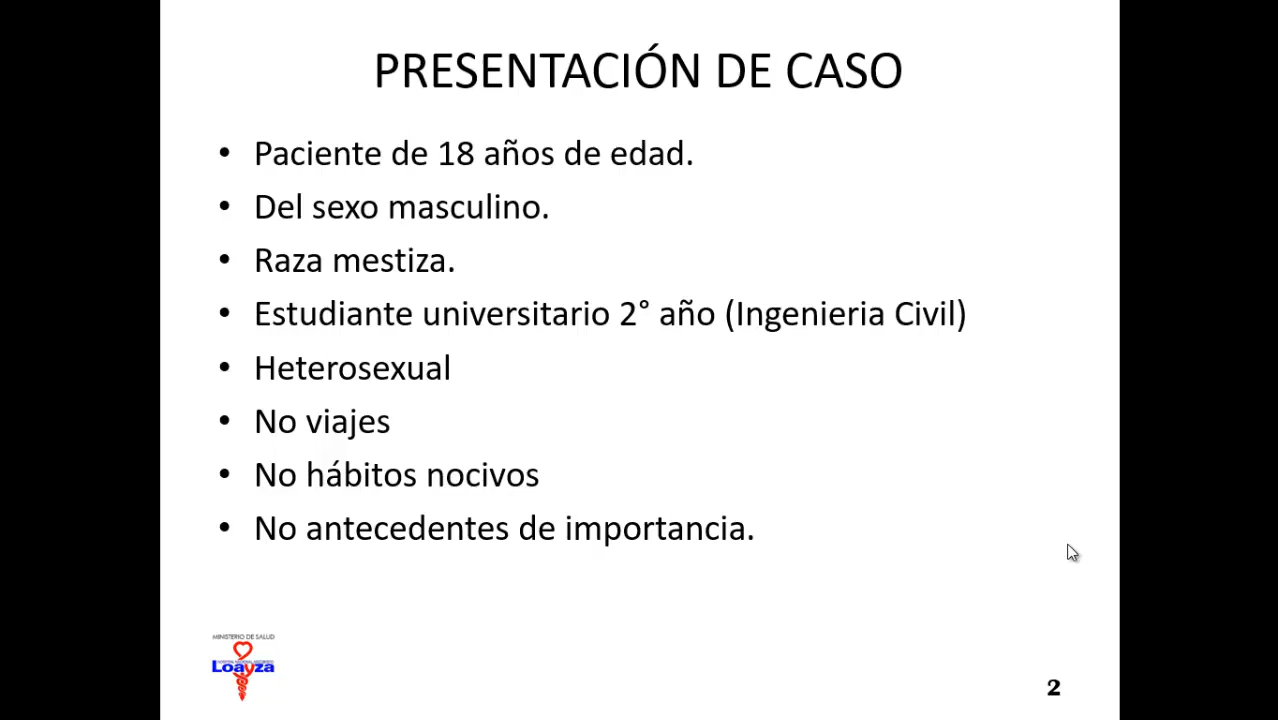 PRESENTACIÓN DE CASO
• Paciente de 18 años de edad.
• Del sexo masculino.
• Raza mestiza.
• Estudiante universitario 2° año (Ingenieria Civil)
• Heterosexual
• No viajes
• No hábitos nocivos
• No antecedentes de importancia.
MINISTERIO DE SALUD
Loayza
2